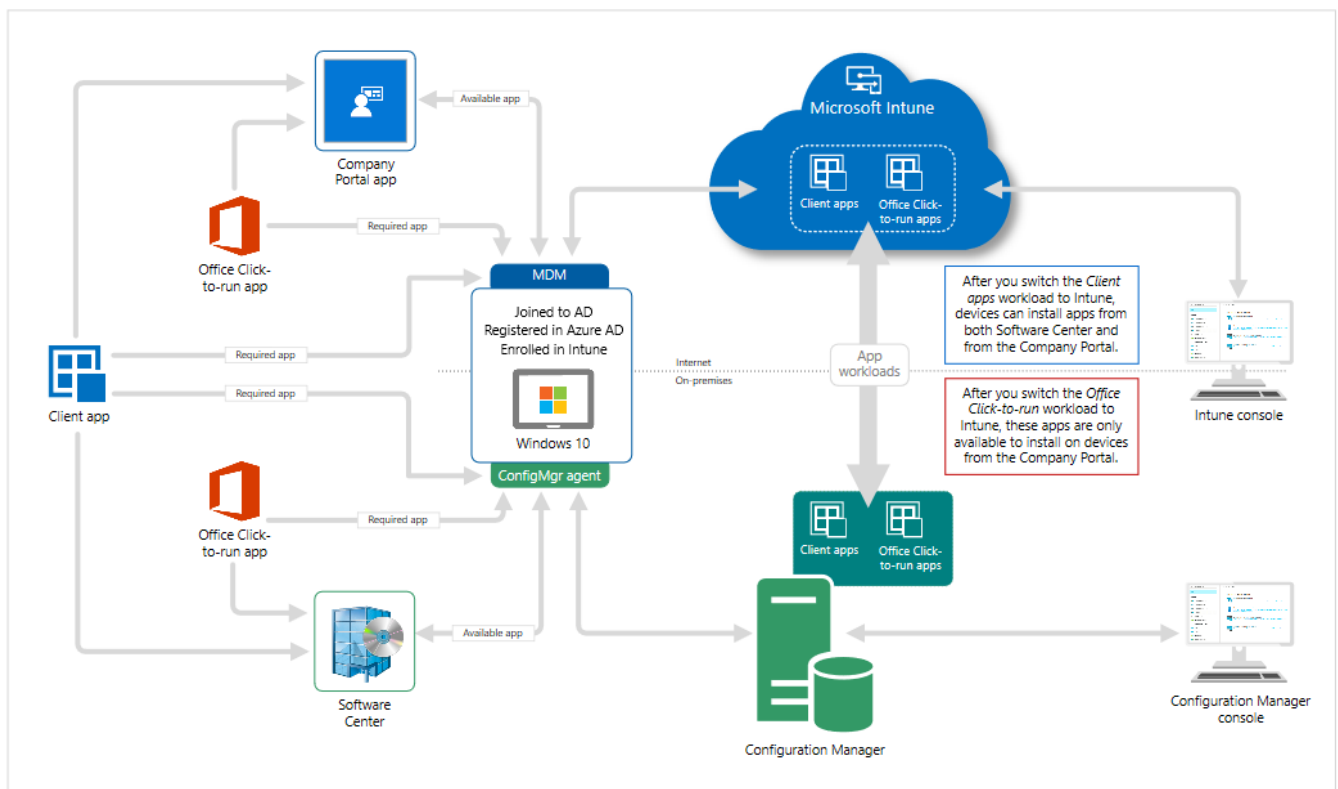 Company
Portal app
Available app
Microsoft Intune
Client apps
Office Click-
to-run apps
Office Click-
to-run app
Required app
MDM
Joined to AD
Registered in Azure AD
Enrolled in Intune
Windows 10
ConfigMgr agent
Client app
Required app
Required app
Internet
On-premises
App
workloads
After you switch the Client
apps workload to Intune,
devices can install apps from
both Software Center and
from the Company Portal.
After you switch the Office
Click-to-run workload to
Intune, these apps are only
available to install on devices
from the Company Portal.
Intune console
Office Click-
to-run app
Required app
Client apps
Office Click-
to-run apps
Software
Center
Available app
Configuration Manager
Configuration Manager
console